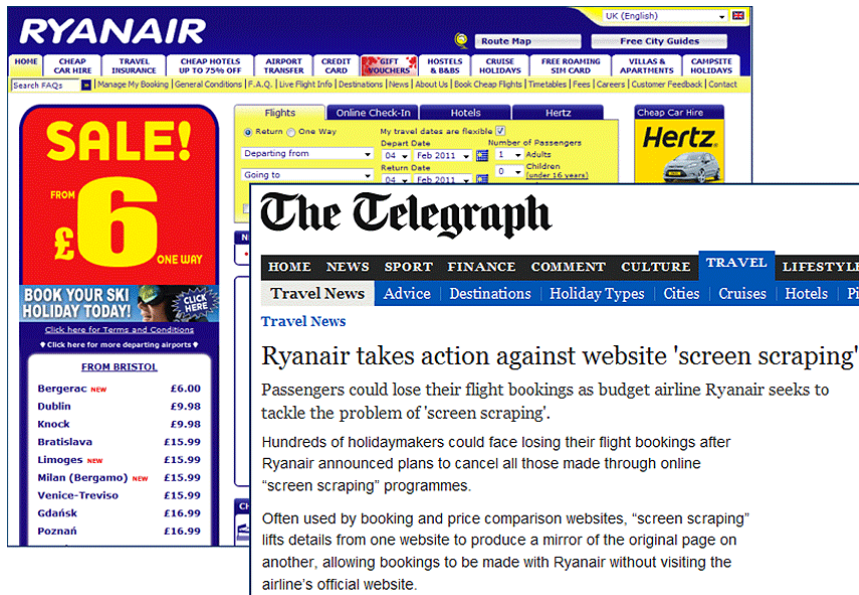 RYANAIR
UK (English)
Route Map
Free City Guides
HOME
CHEAP
CAR HIRE
TRAVEL
INSURANCE
CHEAP HOTELS
UP TO 75% OFF
AIRPORT
TRANSFER
CREDIT
CARD
GIFT
VOUCHERS
HOSTELS
& B&BS
CRUISE
HOLIDAYS
FREE ROAMING
SIM CARD
VILLAS &
APARTMENTS
CAMPSITE
HOLIDAYS
Search FAQs
Manage My Booking | General Conditions | F.A.Q. | Live Flight Info | Destinations | News | About Us | Book Cheap Flights | Timetables | Fees | Careers | Customer Feedback | Contact
SALE!
FROM
£6
ONE WAY
BOOK YOUR SKI
HOLIDAY TODAY!
CLICK
HERE
Click here for Terms and Conditions
Click here for more departing airports
FROM BRISTOL
Bergerac NEW £6.00
Dublin £9.98
Knock £9.98
Bratislava £15.99
Limoges NEW £15.99
Milan (Bergamo) NEW £15.99
Venice-Treviso £15.99
Gdańsk £16.99
Poznań £16.99
Flights
Online Check-In
Hotels
Hertz
Return One Way
My travel dates are flexible
Depart Date
Number of Passengers
Departing from
04 Feb 2011
1 Adults
Return Date
Going to
04 Feb 2011
0 Children
(under 16 years)
Cheap Car Hire
Hertz
The Telegraph
HOME NEWS SPORT FINANCE COMMENT CULTURE TRAVEL LIFESTYLE
Travel News Advice | Destinations | Holiday Types | Cities | Cruises | Hotels | Pi
Travel News
Ryanair takes action against website 'screen scraping'
Passengers could lose their flight bookings as budget airline Ryanair seeks to
tackle the problem of 'screen scraping'.
Hundreds of holidaymakers could face losing their flight bookings after
Ryanair announced plans to cancel all those made through online
“screen scraping” programmes.
Often used by booking and price comparison websites, “screen scraping”
lifts details from one website to produce a mirror of the original page on
another, allowing bookings to be made with Ryanair without visiting the
airline’s official website.